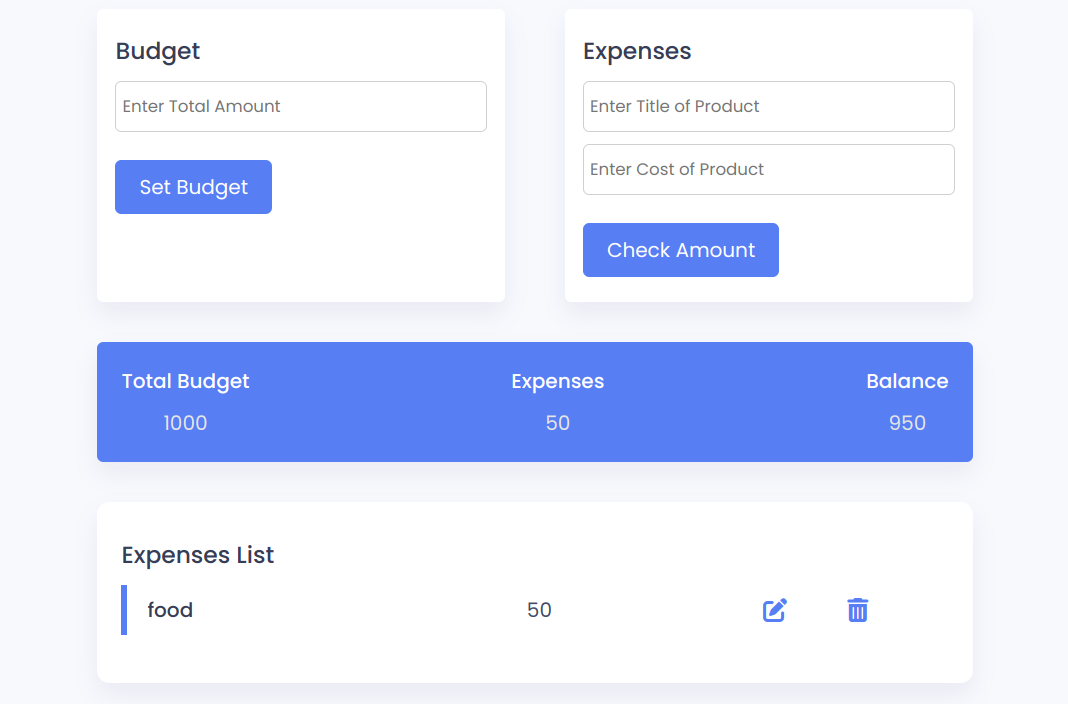 Budget
Enter Total Amount
Set Budget
Expenses
Enter Title of Product
Enter Cost of Product
Check Amount
Total Budget
1000
Expenses
50
Balance
950
Expenses List
food 50